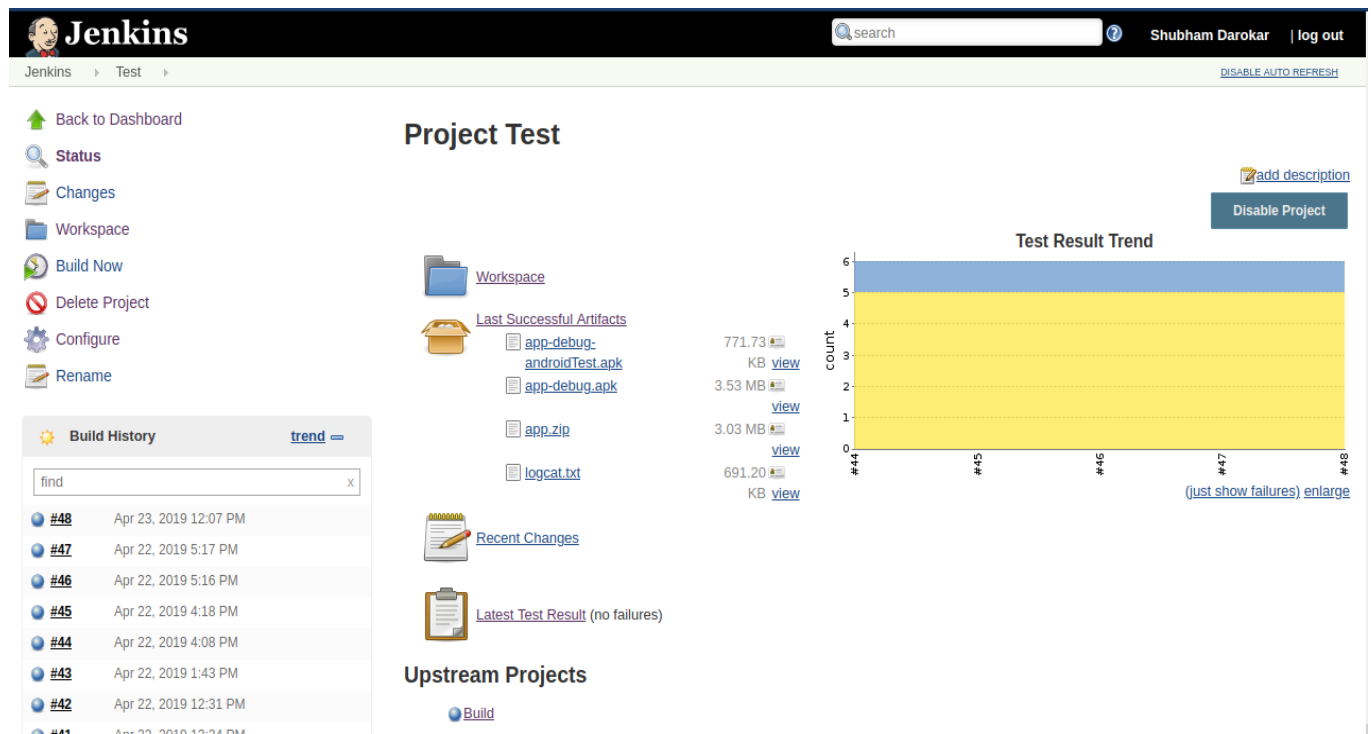 Jenkins
search
Shubham Darokar
| log out
Jenkins
Test
DISABLE AUTO REFRESH
Back to Dashboard
Status
Changes
Workspace
Build Now
Delete Project
Configure
Rename
Build History
trend
find
x
#48 Apr 23, 2019 12:07 PM
#47 Apr 22, 2019 5:17 PM
#46 Apr 22, 2019 5:16 PM
#45 Apr 22, 2019 4:18 PM
#44 Apr 22, 2019 4:08 PM
#43 Apr 22, 2019 1:43 PM
#42 Apr 22, 2019 12:31 PM
Project Test
add description
Disable Project
Workspace
Last Successful Artifacts
app-debug-
androidTest.apk
771.73
KB view
app-debug.apk
3.53 MB
view
app.zip
3.03 MB
view
logcat.txt
691.20
KB view
Recent Changes
Latest Test Result (no failures)
Upstream Projects
Build
Test Result Trend
count
6
5
4
3
2
1
0
#44
#45
#46
#47
#48
(just show failures) enlarge